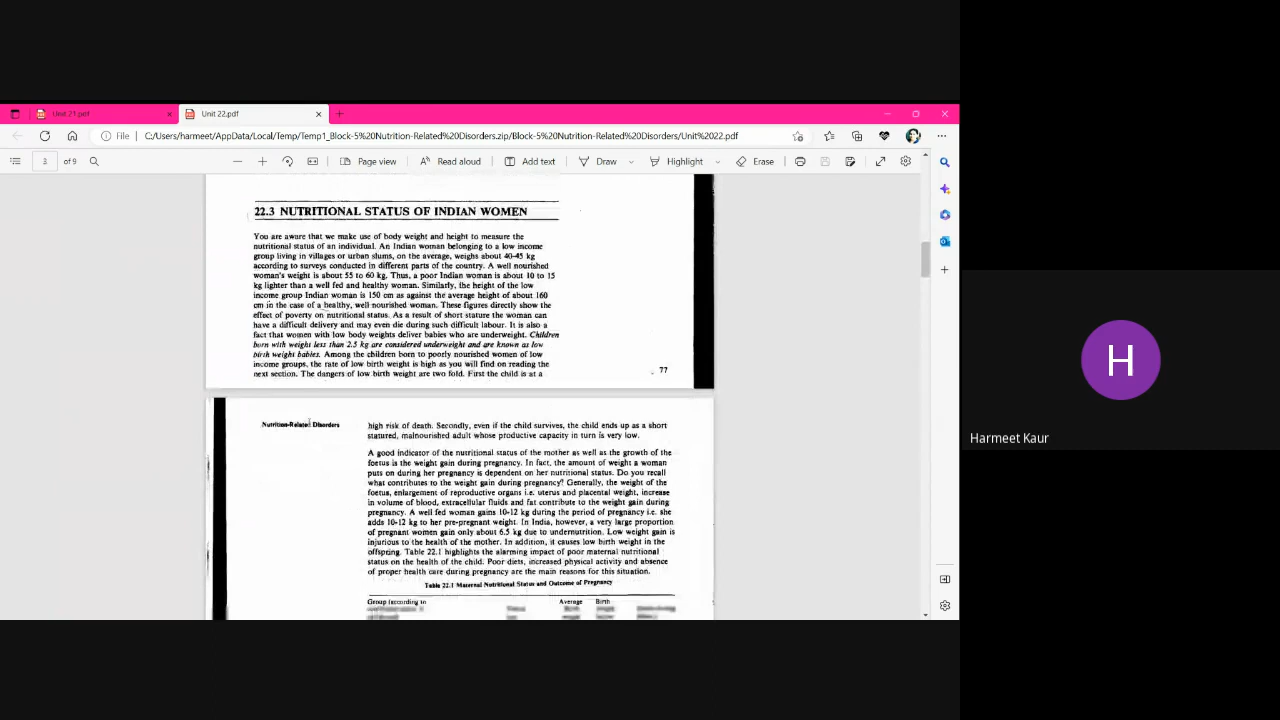 Unit 21.pdf
Unit 22.pdf
File
C:/Users/harmeet/AppData/Local/Temp/Temp1_Block-5%20Nutrition-Related%20Disorders.zip/Block-5%20Nutrition-Related%20Disorders/Unit%2022.pdf
3 of 9
Page view
Read aloud
Add text
Draw
Highlight
Erase
22.3 NUTRITIONAL STATUS OF INDIAN WOMEN
You are aware that we make use of body weight and height to measure the
nutritional status of an individual. An Indian woman belonging to a low income
group living in villages or urban slums, on the average, weighs about 40-45 kg
according to surveys conducted in different parts of the country. A well nourished
woman's weight is about 55 to 60 kg. Thus, a poor Indian woman is about 10 to 15
kg lighter than a well fed and healthy woman. Similarly, the height of the low
income group Indian woman is 150 cm as against the average height of about 160
cm in the case of a healthy, well nourished woman. These figures directly show the
effect of poverty on nutritional status. As a result of short stature the woman can
have a difficult delivery and may even die during such difficult labour. It is also a
fact that women with low body weights deliver babies who are underweight. Children
born with weight less than 2.5 kg are considered underweight and are known as low
birth weight babies. Among the children born to poorly nourished women of low
income groups, the rate of low birth weight is high as you will find on reading the
next section. The dangers of low birth weight are two fold. First the child is at a
77
Nutrition-Related Disorders
high risk of death. Secondly, even if the child survives, the child ends up as a short
statured, malnourished adult whose productive capacity in turn is very low.
A good indicator of the nutritional status of the mother as well as the growth of the
foetus is the weight gain during pregnancy. In fact, the amount of weight a woman
puts on during her pregnancy is dependent on her nutritional status. Do you recall
what contributes to the weight gain during pregnancy? Generally, the weight of the
foetus, enlargement of reproductive organs i.e. uterus and placental weight, increase
in volume of blood, extracellular fluids and fat contribute to the weight gain during
pregnancy. A well fed woman gains 10-12 kg during the period of pregnancy i.e. she
adds 10-12 kg to her pre-pregnant weight. In India, however, a very large proportion
of pregnant women gain only about 6.5 kg due to undernutrition. Low weight gain is
injurious to the health of the mother. In addition, it causes low birth weight in the
offspring. Table 22.1 highlights the alarming impact of poor maternal nutritional
status on the health of the child. Poor diets, increased physical activity and absence
of proper health care during pregnancy are the main reasons for this situation.
Table 22.1 Maternal Nutritional Status and Outcome of Pregnancy
Group (according to
Average Birth
H
Harmeet Kaur